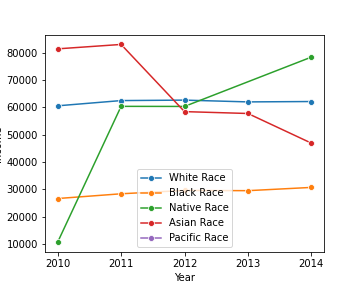 80000
70000
60000
50000
40000
30000
20000
10000
2010 2011 2012 2013 2014
Year
White Race
Black Race
Native Race
Asian Race
Pacific Race